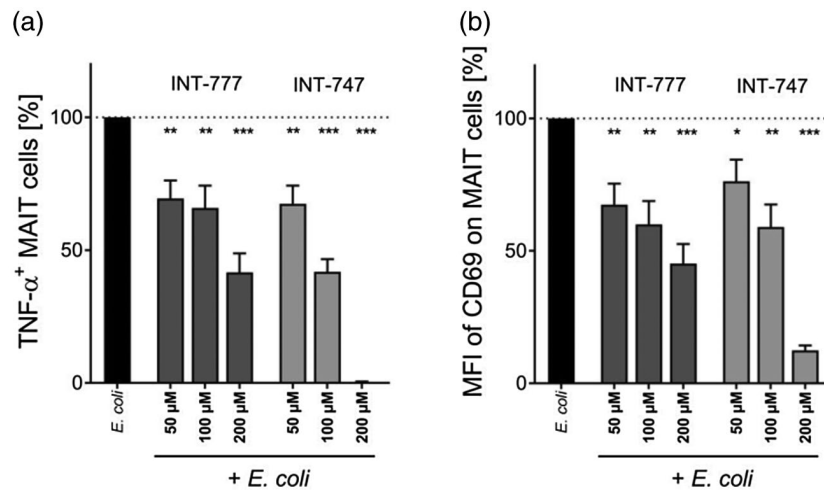 (a)
TNF-α⁺ MAIT cells [%]
100
50
0
INT-777 INT-747
** ** *** ** *** ***
E. coli 50 µM 100 µM 200 µM 50 µM 100 µM 200 µM
+ E. coli
(b)
MFI of CD69 on MAIT cells [%]
100
50
0
INT-777 INT-747
** ** *** * ** ***
E. coli 50 µM 100 µM 200 µM 50 µM 100 µM 200 µM
+ E. coli